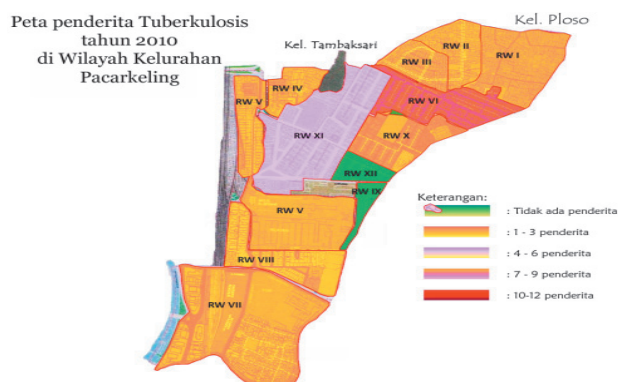 Peta penderita Tuberkulosis
tahun 2010
di Wilayah Kelurahan
Pacarkeling
Kel. Ploso
Kel. Tambaksari
RW II
RW I
RW III
RW IV
RW V
RW VI
RW X
RW XI
RW XII
RW IX
RW V
RW VIII
RW VII
Keterangan:
: Tidak ada penderita
: 1 - 3 penderita
: 4 - 6 penderita
: 7 - 9 penderita
: 10-12 penderita